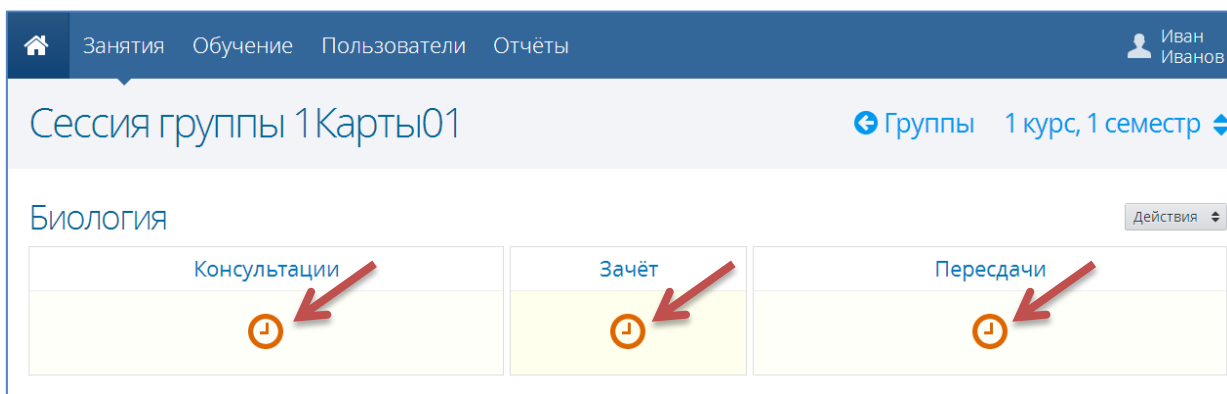 Занятия Обучение Пользователи Отчёты Иван Иванов
Сессия группы 1Карты01 Группы 1 курс, 1 семестр
Биология Действия
Консультации Зачёт Пересдачи